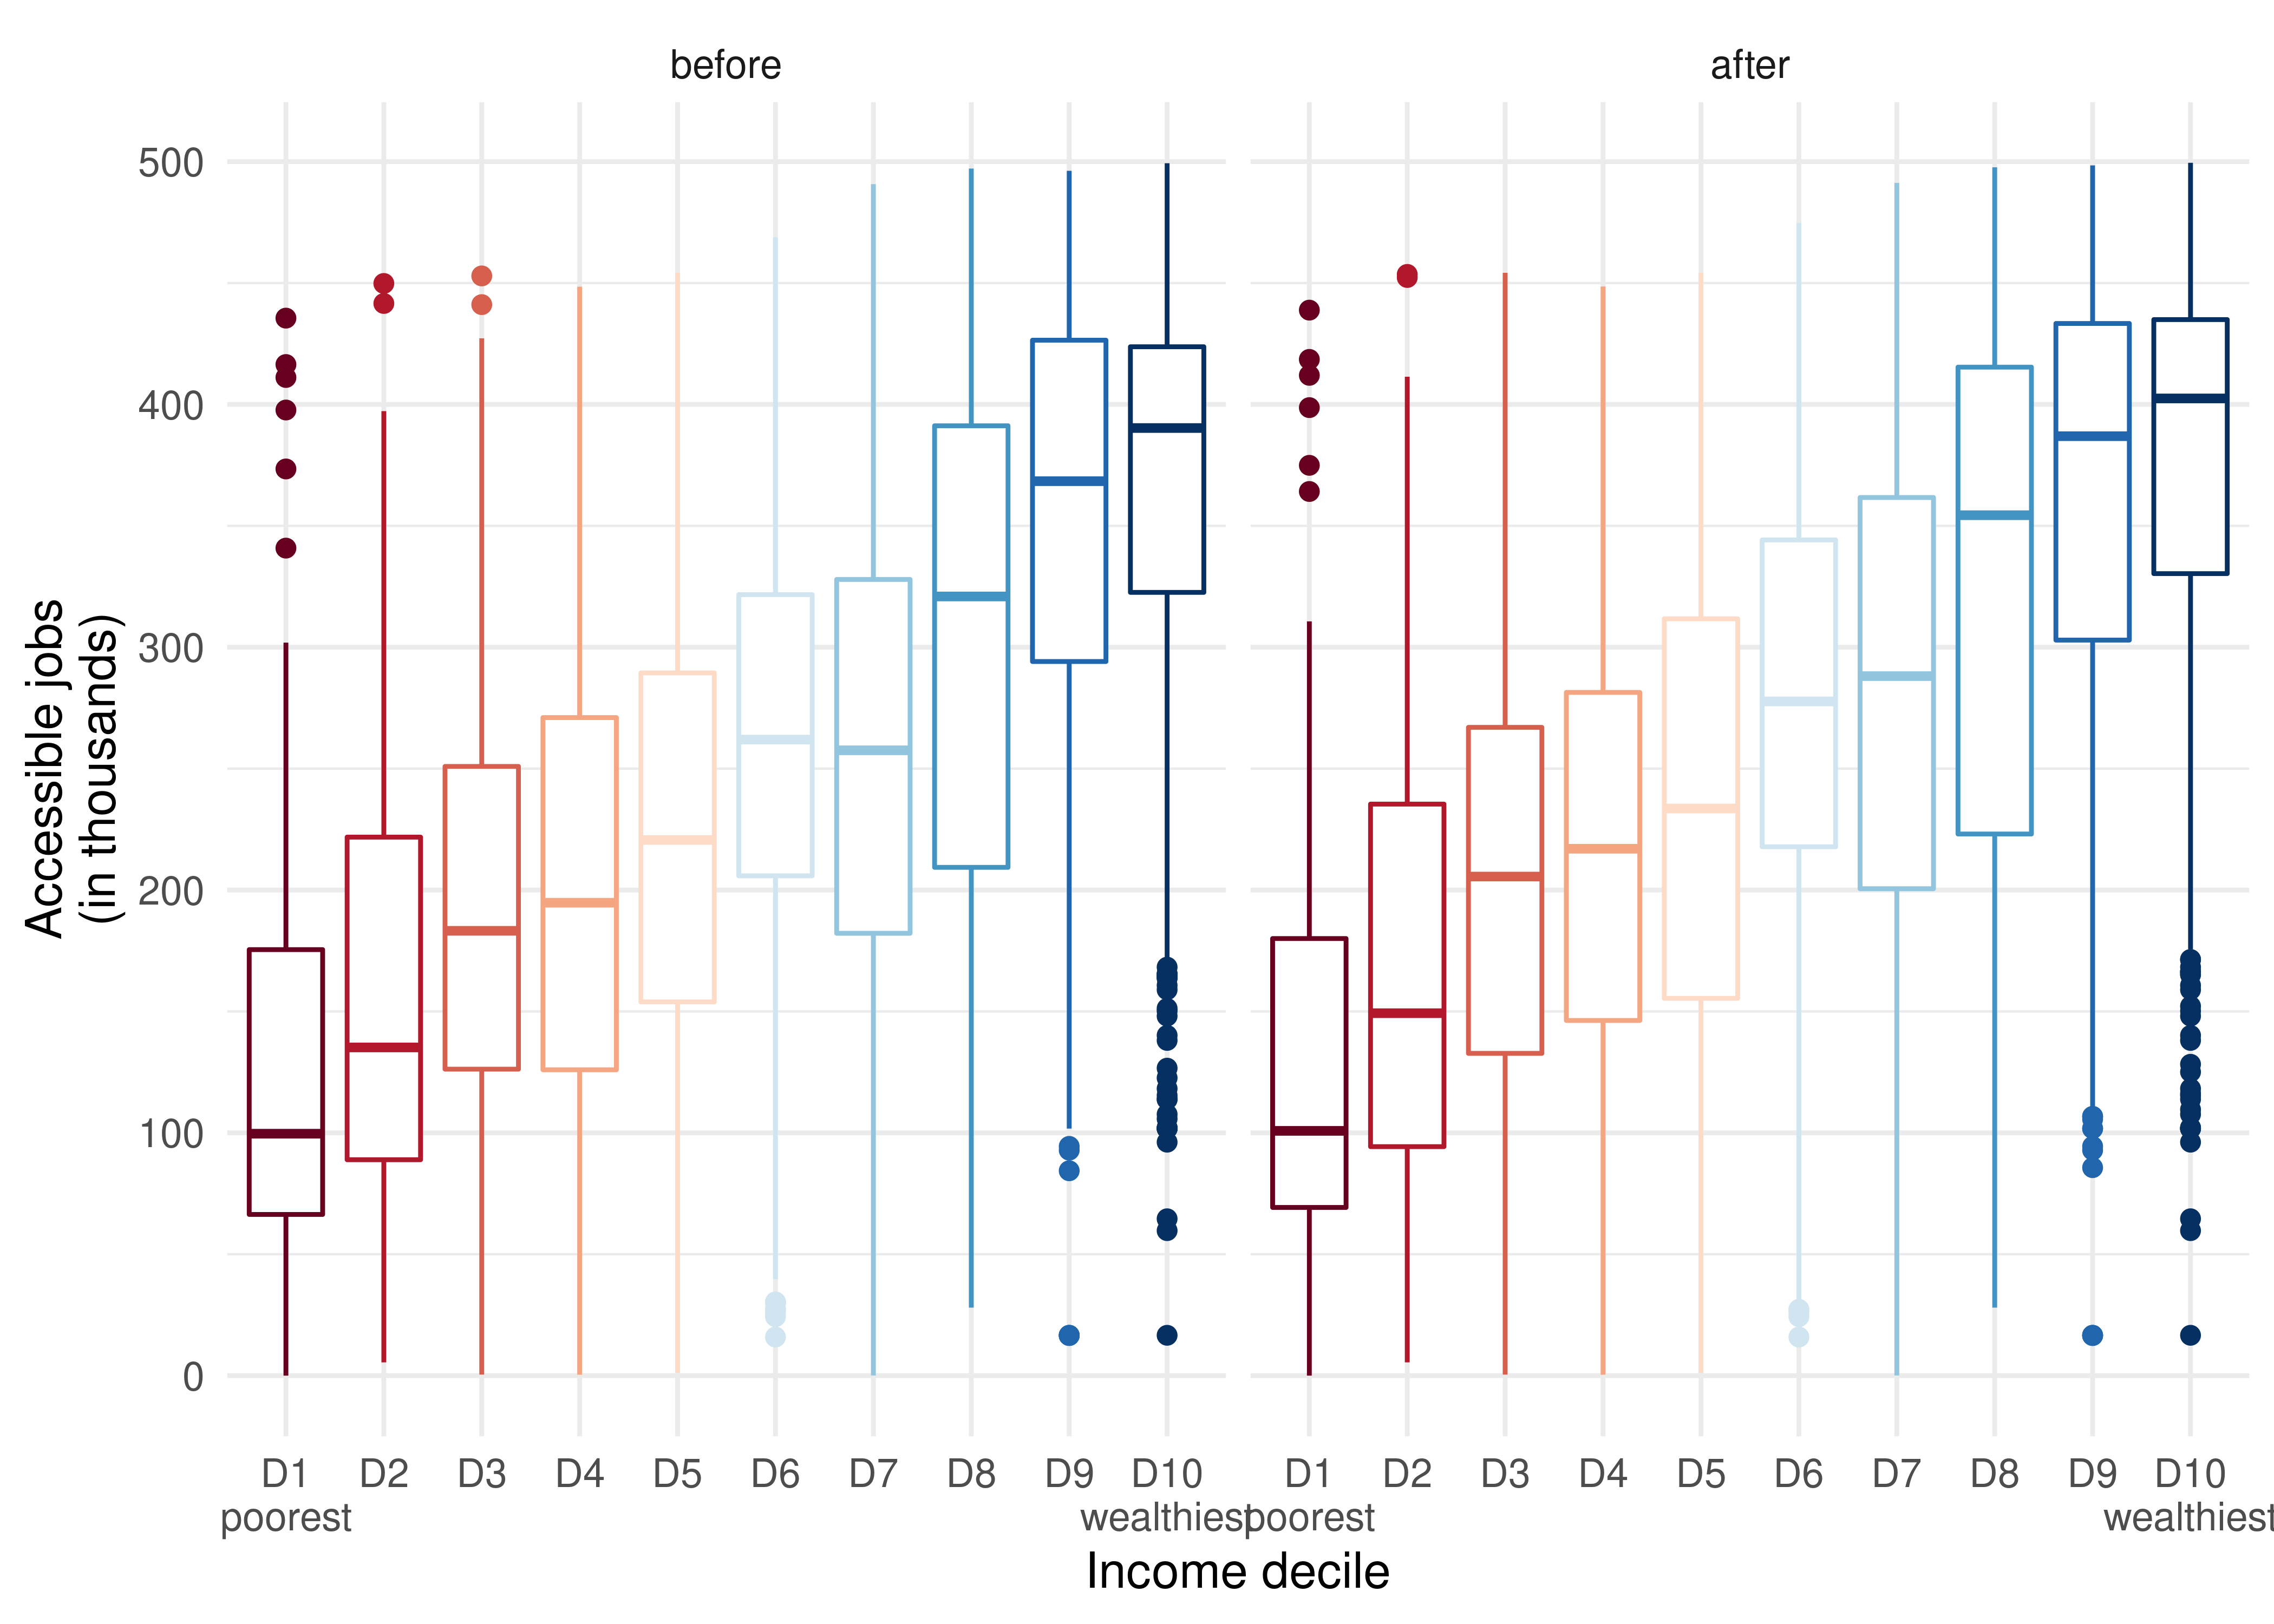 before
after
Accessible jobs
(in thousands)
500
400
300
200
100
0
D1 D2 D3 D4 D5 D6 D7 D8 D9 D10 D1 D2 D3 D4 D5 D6 D7 D8 D9 D10
poorest wealthiest poorest wealthiest
Income decile